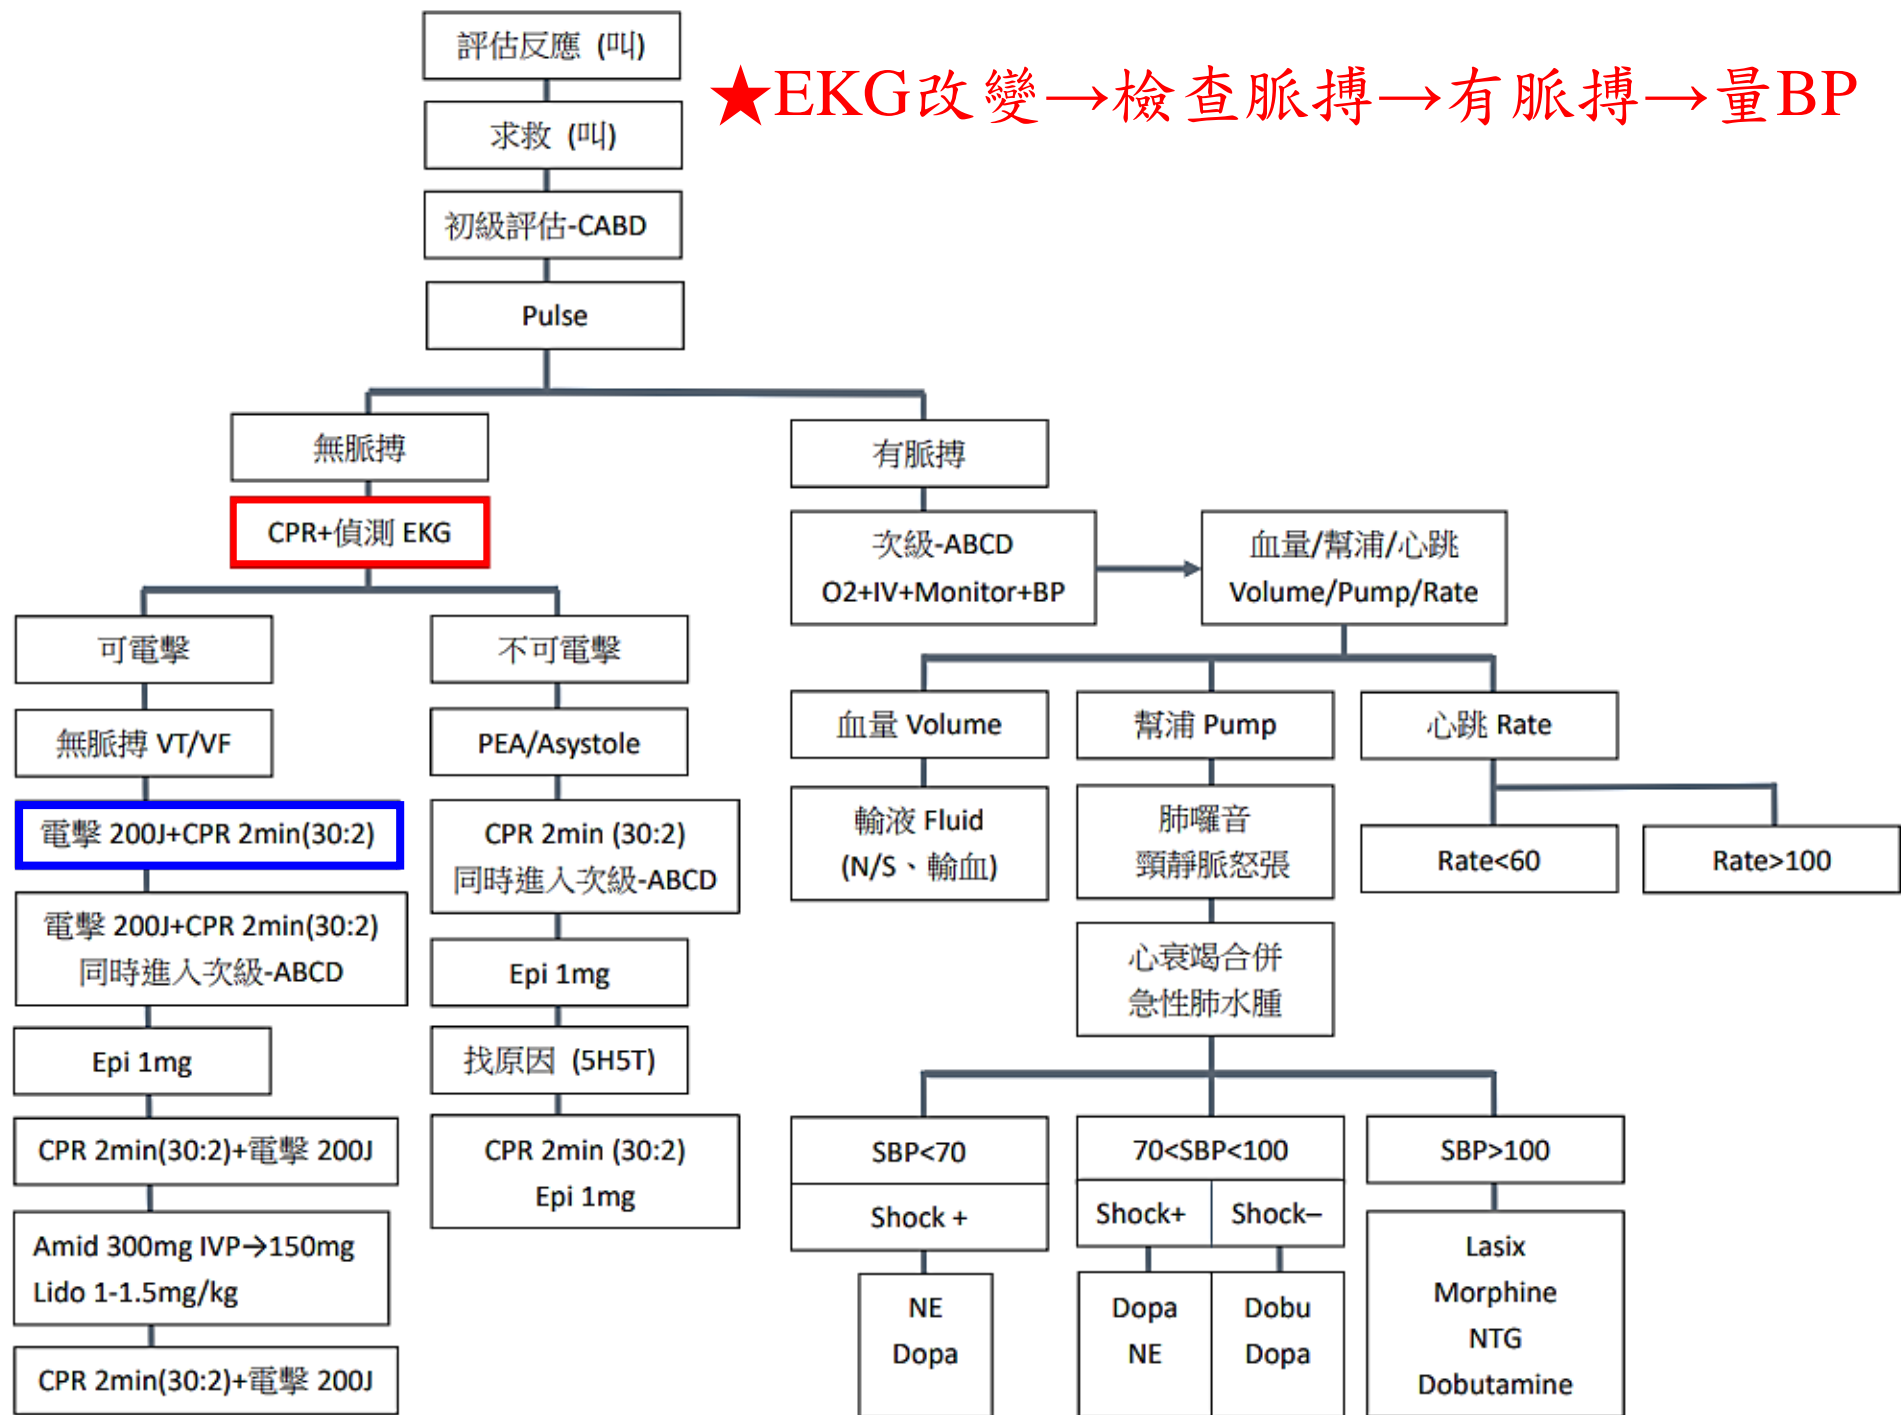 評估反應 (叫)
★EKG改變→檢查脈搏→有脈搏→量BP
求救 (叫)
初級評估-CABD
Pulse
無脈搏
CPR+偵測 EKG
可電擊
無脈搏 VT/VF
電擊 200J+CPR 2min(30:2)
電擊 200J+CPR 2min(30:2)
同時進入次級-ABCD
Epi 1mg
CPR 2min(30:2)+電擊 200J
Amid 300mg IVP→150mg
Lido 1-1.5mg/kg
CPR 2min(30:2)+電擊 200J
不可電擊
PEA/Asystole
CPR 2min (30:2)
同時進入次級-ABCD
Epi 1mg
找原因 (5H5T)
CPR 2min (30:2)
Epi 1mg
有脈搏
次級-ABCD
O2+IV+Monitor+BP
血量/幫浦/心跳
Volume/Pump/Rate
血量 Volume
輸液 Fluid
(N/S、輸血)
幫浦 Pump
肺囉音
頸靜脈怒張
心衰竭合併
急性肺水腫
SBP<70
Shock +
NE
Dopa
70<SBP<100
Shock+
Dopa
NE
Shock–
Dobu
Dopa
SBP>100
Lasix
Morphine
NTG
Dobutamine
心跳 Rate
Rate<60
Rate>100